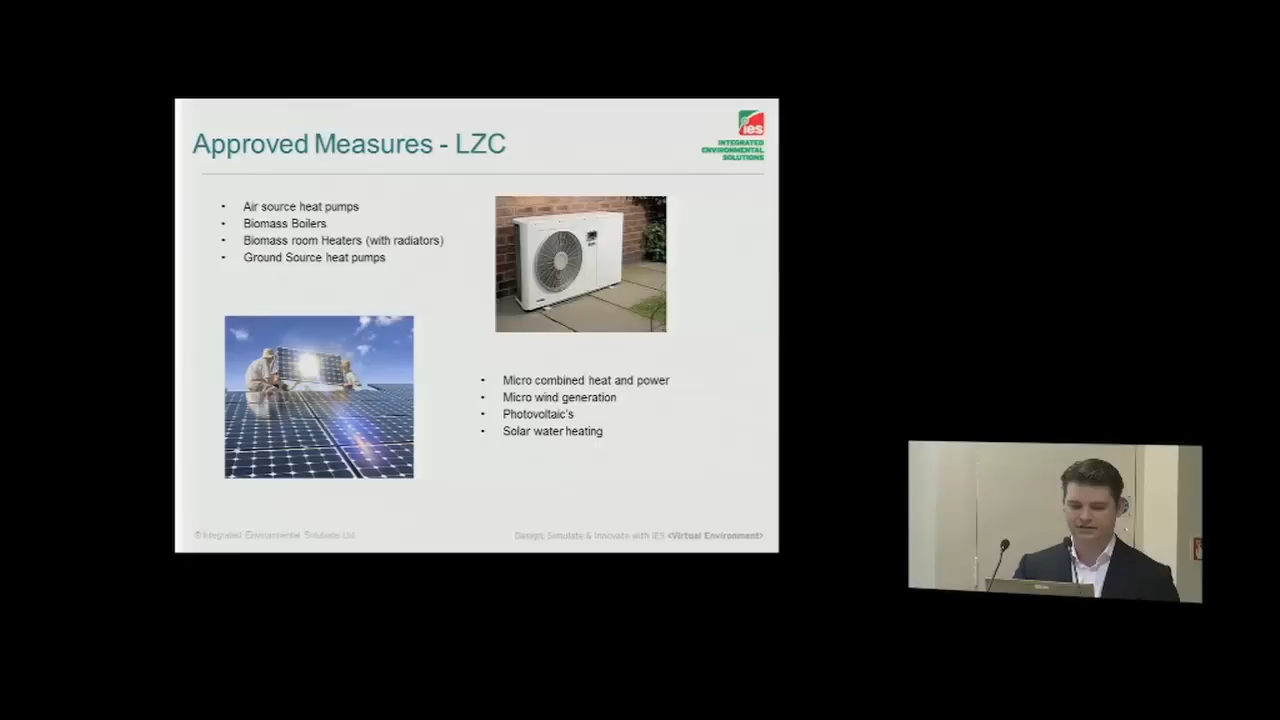 Approved Measures - LZC
ies
INTEGRATED
ENVIRONMENTAL
SOLUTIONS
• Air source heat pumps
• Biomass Boilers
• Biomass room Heaters (with radiators)
• Ground Source heat pumps
• Micro combined heat and power
• Micro wind generation
• Photovoltaic's
• Solar water heating
© Integrated Environmental Solutions Ltd
Design, Simulate & Innovate with IES <Virtual Environment>